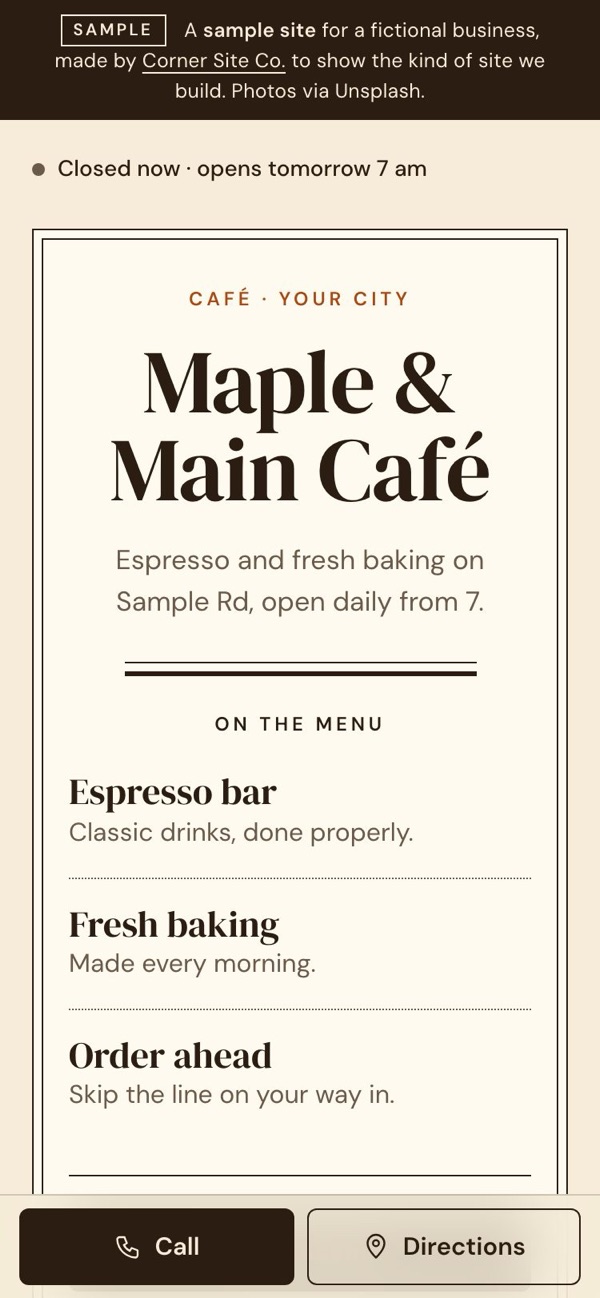 SAMPLE A sample site for a fictional business,
made by Corner Site Co. to show the kind of site we
build. Photos via Unsplash.
Closed now · opens tomorrow 7 am
CAFÉ · YOUR CITY
Maple &
Main Café
Espresso and fresh baking on
Sample Rd, open daily from 7.
ON THE MENU
Espresso bar
Classic drinks, done properly.
Fresh baking
Made every morning.
Order ahead
Skip the line on your way in.
Call
Directions